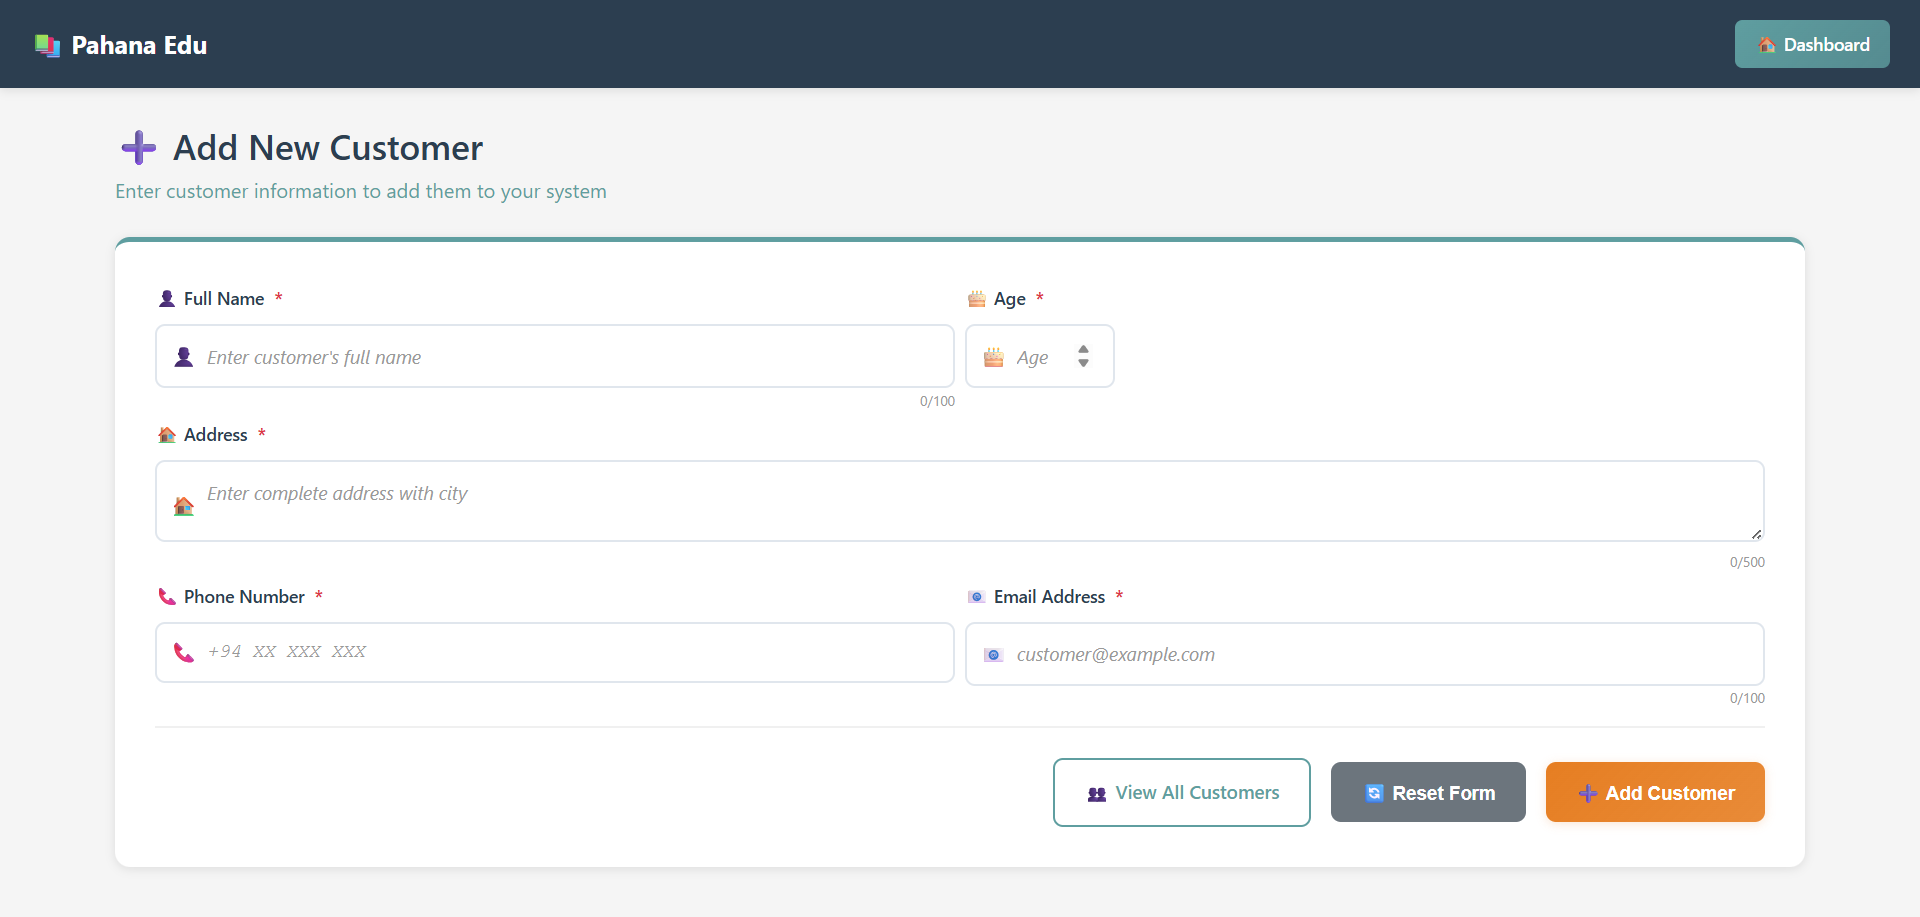 Pahana Edu
Dashboard
Add New Customer
Enter customer information to add them to your system
Full Name *
Age *
Enter customer's full name
Age
0/100
Address *
Enter complete address with city
0/500
Phone Number *
Email Address *
+94 XX XXX XXX
customer@example.com
0/100
View All Customers
Reset Form
Add Customer